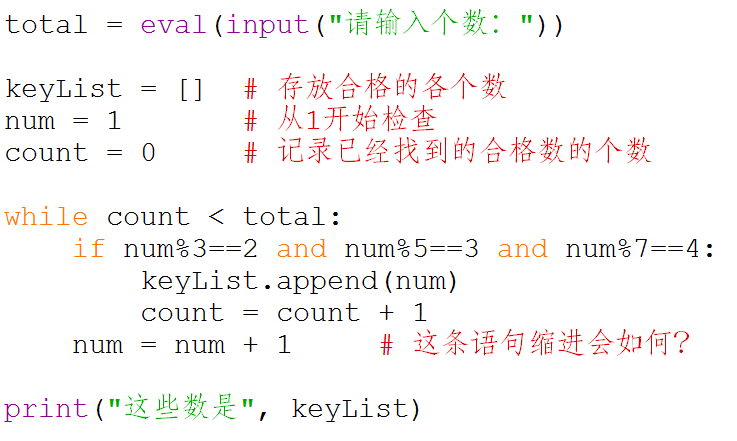 total = eval(input("请输入个数："))
keyList = []  # 存放合格的各个数
num = 1       # 从1开始检查
count = 0     # 记录已经找到的合格数的个数
while count < total:
    if num%3==2 and num%5==3 and num%7==4:
        keyList.append(num)
        count = count + 1
    num = num + 1     # 这条语句缩进会如何？
print("这些数是", keyList)